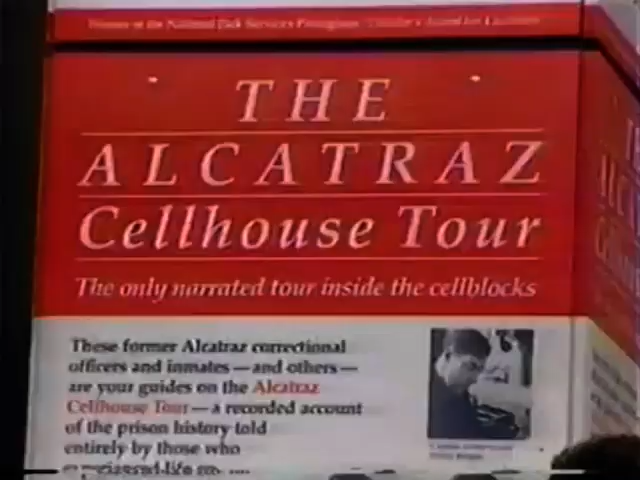 THE
ALCATRAZ
Cellhouse Tour
The only narrated tour inside the cellblocks
These former Alcatraz correctional
officers and inmates — and others —
are your guides on the Alcatraz
Cellhouse Tour — a recorded account
of the prison history told
entirely by those who